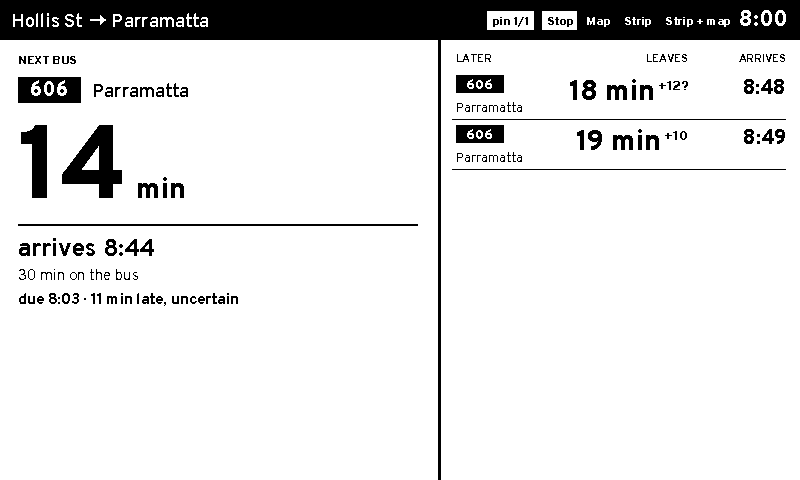 Hollis St → Parramatta
pin 1/1 Stop Map Strip Strip + map 8:00
NEXT BUS
606 Parramatta
14 min
arrives 8:44
30 min on the bus
due 8:03 · 11 min late, uncertain
LATER LEAVES ARRIVES
606 18 min +12? 8:48
Parramatta
606 19 min +10 8:49
Parramatta